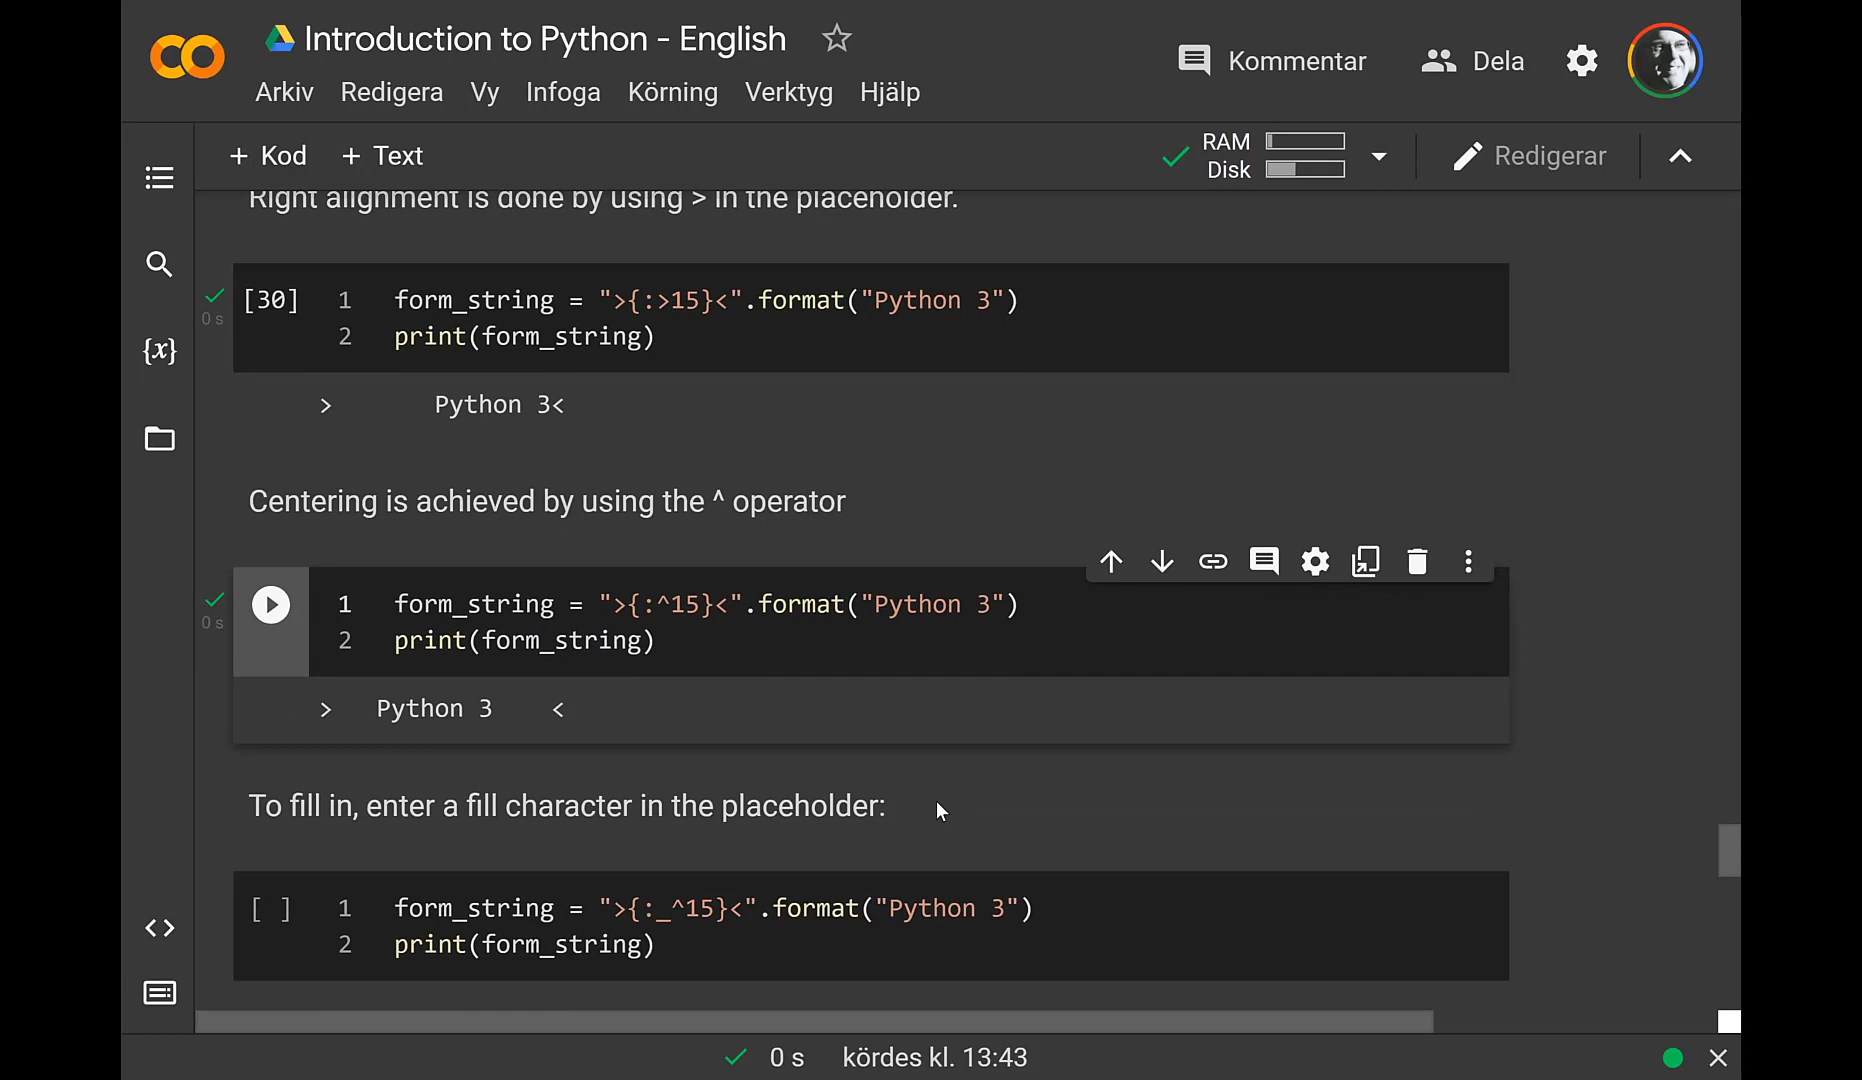 Introduction to Python - English
Kommentar
Dela
Arkiv Redigera Vy Infoga Körning Verktyg Hjälp
+ Kod + Text
RAM
Disk
Redigerar
Right alignment is done by using > in the placeholder.
[30] 1 form_string = ">{:>15}<".format("Python 3")
0 s
2 print(form_string)
>       Python 3<
Centering is achieved by using the ^ operator
1 form_string = ">{:^15}<".format("Python 3")
0 s
2 print(form_string)
>   Python 3    <
To fill in, enter a fill character in the placeholder:
[ ] 1 form_string = ">{:_^15}<".format("Python 3")
2 print(form_string)
{x}
0 s kördes kl. 13:43